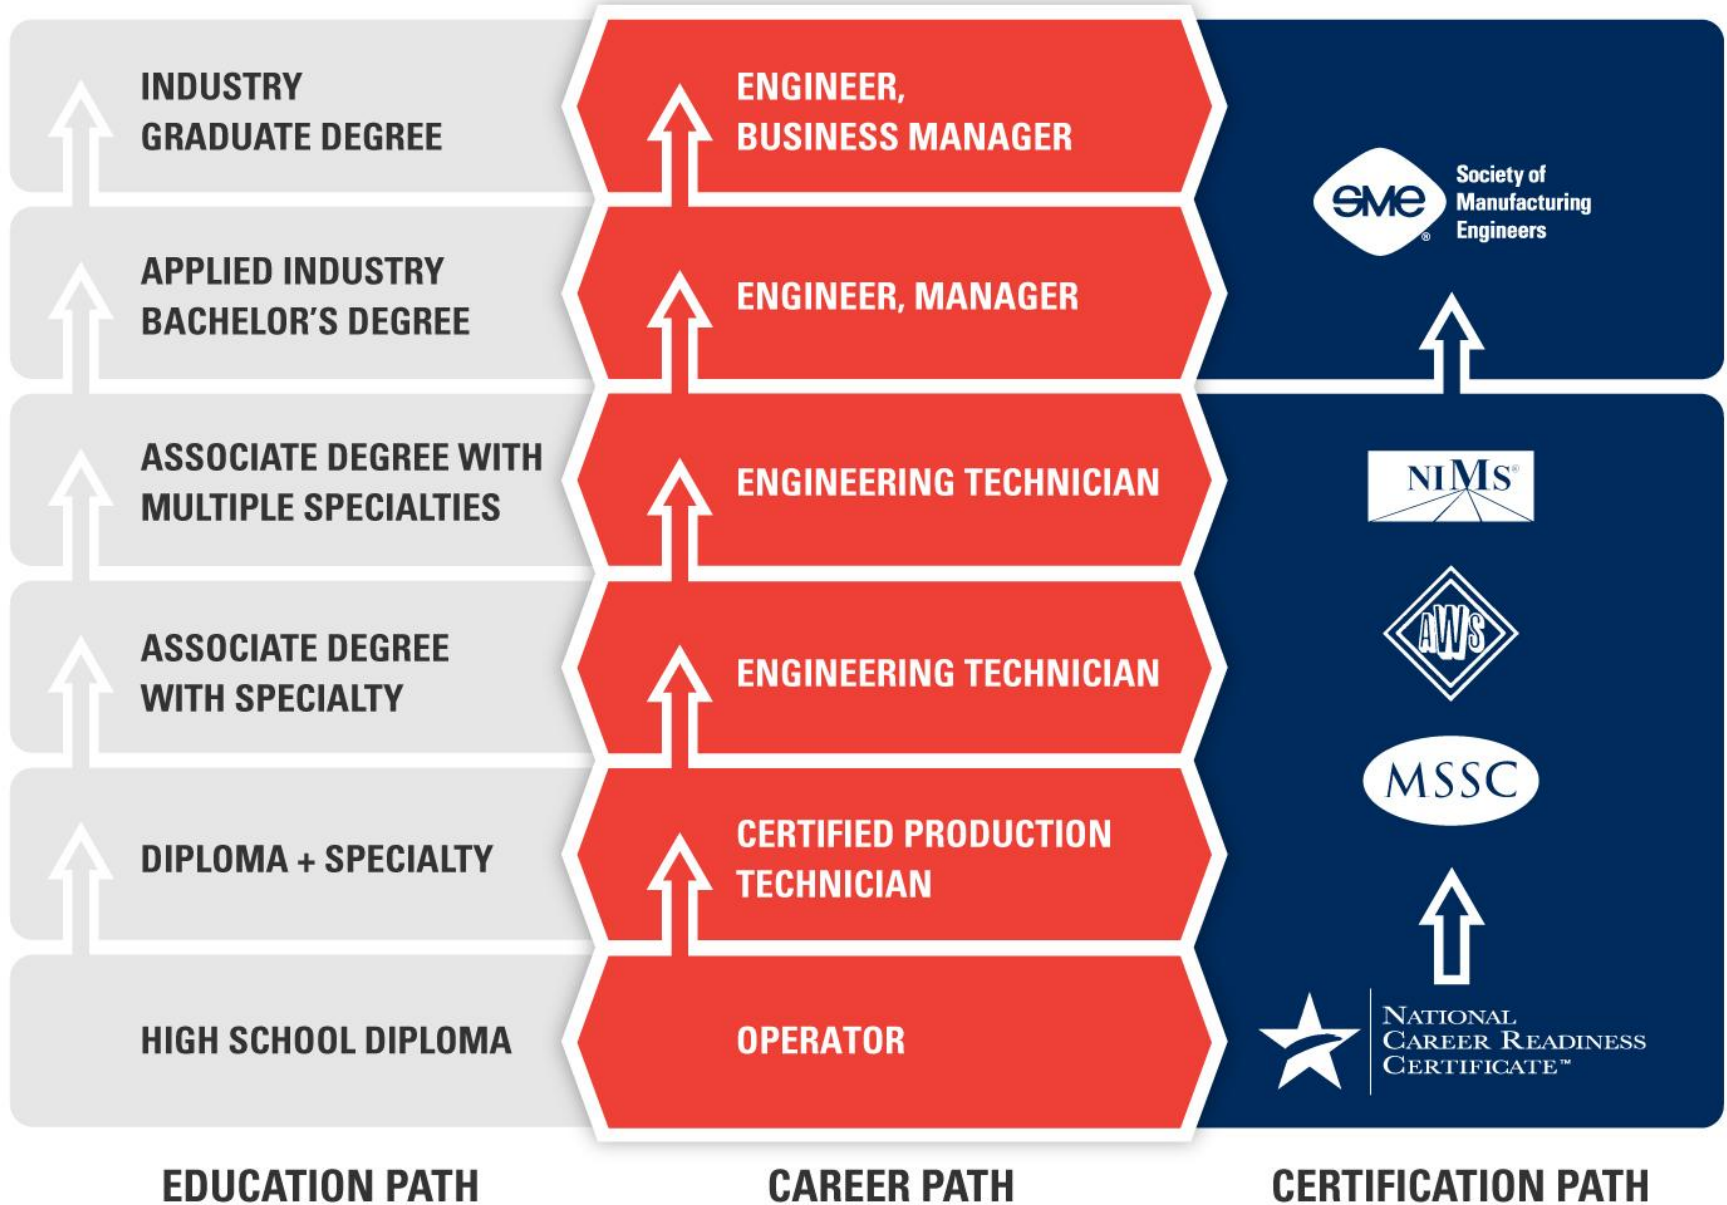 INDUSTRY
GRADUATE DEGREE
ENGINEER,
BUSINESS MANAGER
SME
®
Society of
Manufacturing
Engineers
APPLIED INDUSTRY
BACHELOR'S DEGREE
ENGINEER, MANAGER
ASSOCIATE DEGREE WITH
MULTIPLE SPECIALTIES
ENGINEERING TECHNICIAN
NIMS®
ASSOCIATE DEGREE
WITH SPECIALTY
ENGINEERING TECHNICIAN
AWS
DIPLOMA + SPECIALTY
CERTIFIED PRODUCTION
TECHNICIAN
MSSC
HIGH SCHOOL DIPLOMA
OPERATOR
NATIONAL
CAREER READINESS
CERTIFICATE™
EDUCATION PATH
CAREER PATH
CERTIFICATION PATH